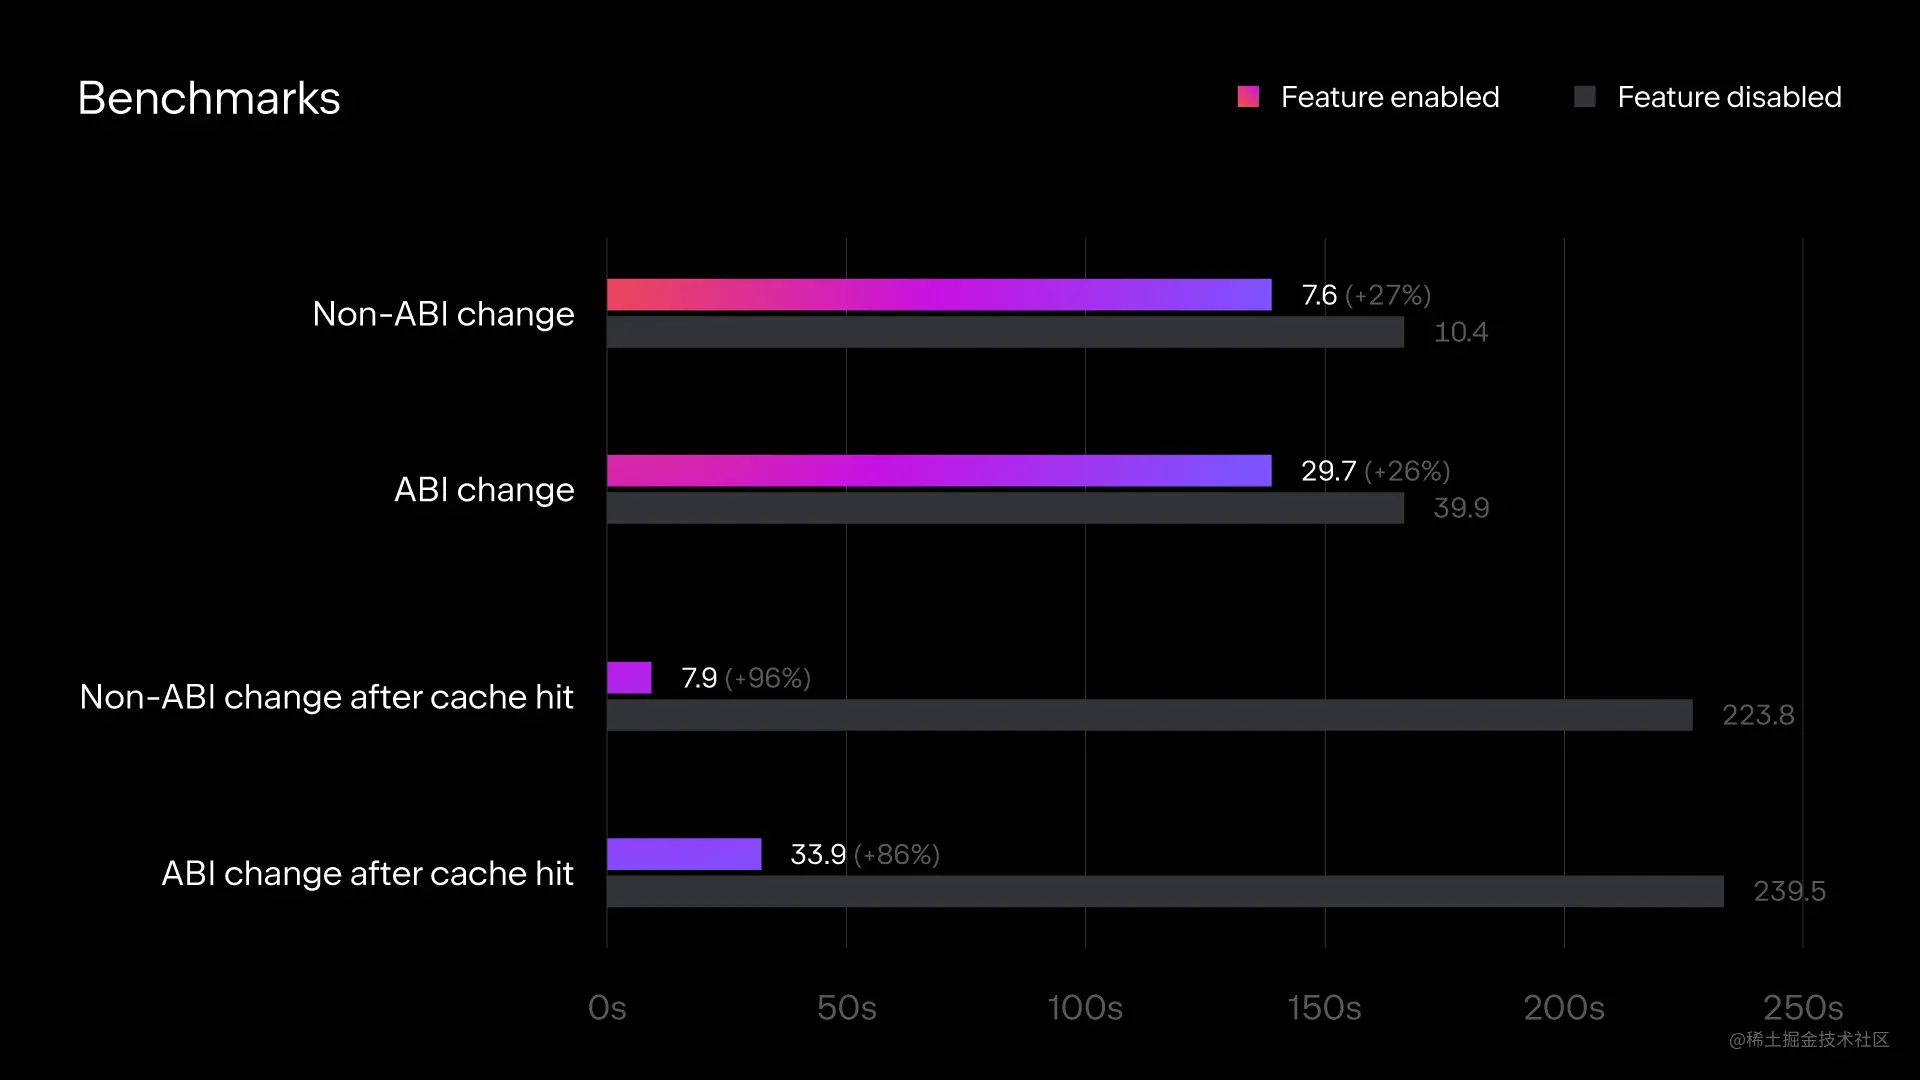 Benchmarks
Feature enabled
Feature disabled
Non-ABI change
7.6 (+27%)
10.4
ABI change
29.7 (+26%)
39.9
Non-ABI change after cache hit
7.9 (+96%)
223.8
ABI change after cache hit
33.9 (+86%)
239.5
0s 50s 100s 150s 200s 250s
@稀土掘金技术社区